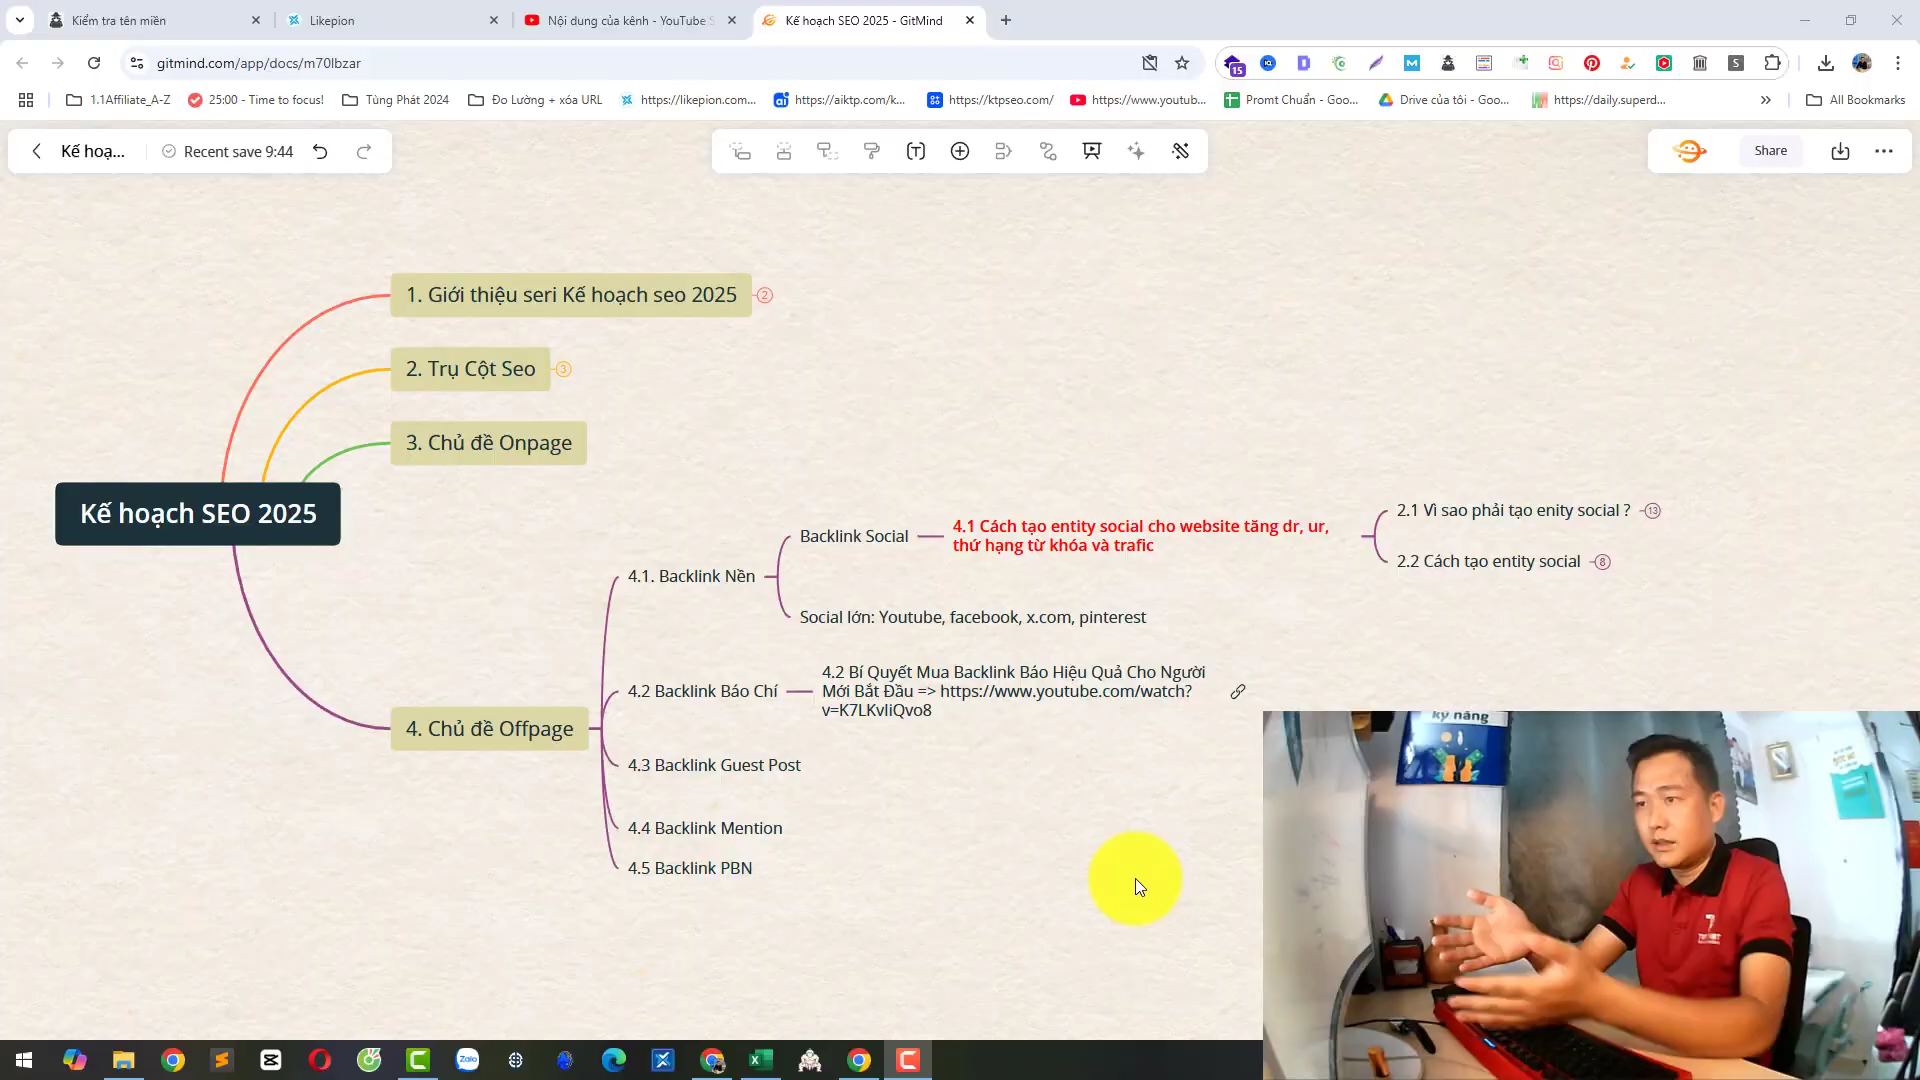 Kiểm tra tên miền
Likepion
Nội dung của kênh - YouTube S
Kế hoạch SEO 2025 - GitMind
gitmind.com/app/docs/m70lbzar
15
1.1Affiliate_A-Z
25:00 - Time to focus!
Tùng Phát 2024
Đo Lường + xóa URL
https://likepion.com...
https://aiktp.com/k...
https://ktpseo.com/
https://www.youtub...
Promt Chuẩn - Goo...
Drive của tôi - Goo...
https://daily.superd...
All Bookmarks
Kế hoạ...
Recent save 9:44
Share
1. Giới thiệu seri Kế hoạch seo 2025
2
2. Trụ Cột Seo
3
3. Chủ đề Onpage
Kế hoạch SEO 2025
4. Chủ đề Offpage
4.1. Backlink Nền
Backlink Social
4.1 Cách tạo entity social cho website tăng dr, ur,
thứ hạng từ khóa và trafic
2.1 Vì sao phải tạo enity social ?
13
2.2 Cách tạo entity social
8
Social lớn: Youtube, facebook, x.com, pinterest
4.2 Backlink Báo Chí
4.2 Bí Quyết Mua Backlink Báo Hiệu Quả Cho Người
Mới Bắt Đầu => https://www.youtube.com/watch?
v=K7LKvIiQvo8
4.3 Backlink Guest Post
4.4 Backlink Mention
4.5 Backlink PBN
kỹ năng
Zalo